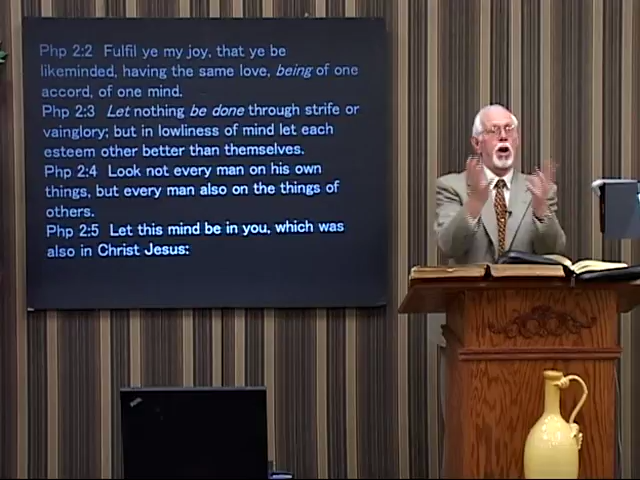 Php 2:2 Fulfil ye my joy, that ye be
likeminded, having the same love, being of one
accord, of one mind.
Php 2:3 Let nothing be done through strife or
vainglory; but in lowliness of mind let each
esteem other better than themselves.
Php 2:4 Look not every man on his own
things, but every man also on the things of
others.
Php 2:5 Let this mind be in you, which was
also in Christ Jesus: